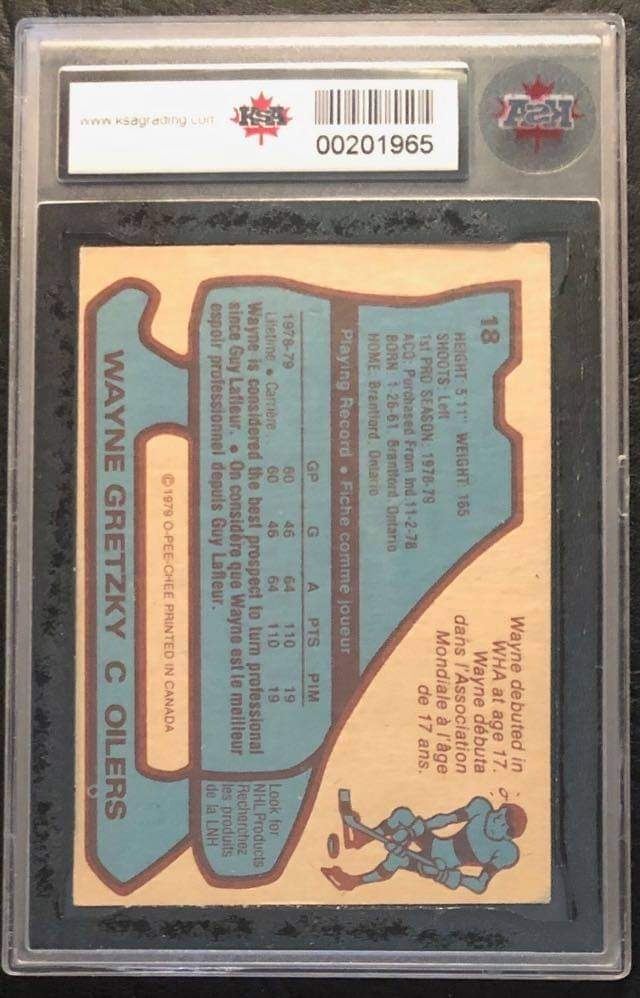 www.ksagrading.com
KSA
00201965
KSA
18
HEIGHT: 5'11" WEIGHT: 165
SHOOTS: Left
1st PRO SEASON: 1978-79
ACQ: Purchased From Ind. 11-2-78
BORN: 1-26-61 Brantford, Ontario
HOME: Brantford, Ontario
Wayne debuted in
WHA at age 17.
Wayne débuta
dans l'Association
Mondiale à l'âge
de 17 ans.
Playing Record • Fiche comme joueur
GP G A PTS PIM
1978-79 80 46 64 110 19
Lifetime • Carrière .. 60 46 64 110 19
Wayne is considered the best prospect to turn professional
since Guy Lafleur. • On considère que Wayne est le meilleur
espoir professionnel depuis Guy Lafleur.
Look for
NHL Products
Recherchez
les produits
de la LNH
© 1979 O-PEE-CHEE PRINTED IN CANADA
WAYNE GRETZKY C OILERS